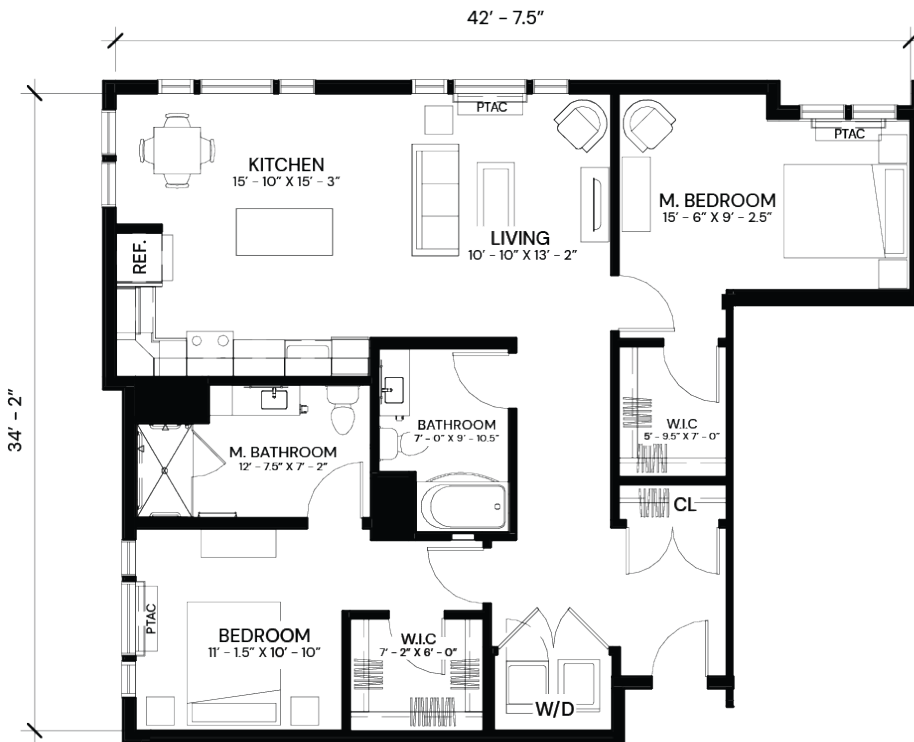 42' - 7.5"
34' - 2"
PTAC
PTAC
KITCHEN
15' - 10" X 15' - 3"
M. BEDROOM
15' - 6" X 9' - 2.5"
LIVING
10' - 10" X 13' - 2"
REF.
BATHROOM
7' - 0" X 9' - 10.5"
W.I.C
5' - 9.5" X 7' - 0"
M. BATHROOM
12' - 7.5" X 7' - 2"
CL
PTAC
BEDROOM
11' - 1.5" X 10' - 10"
W.I.C
7' - 2" X 6' - 0"
W/D